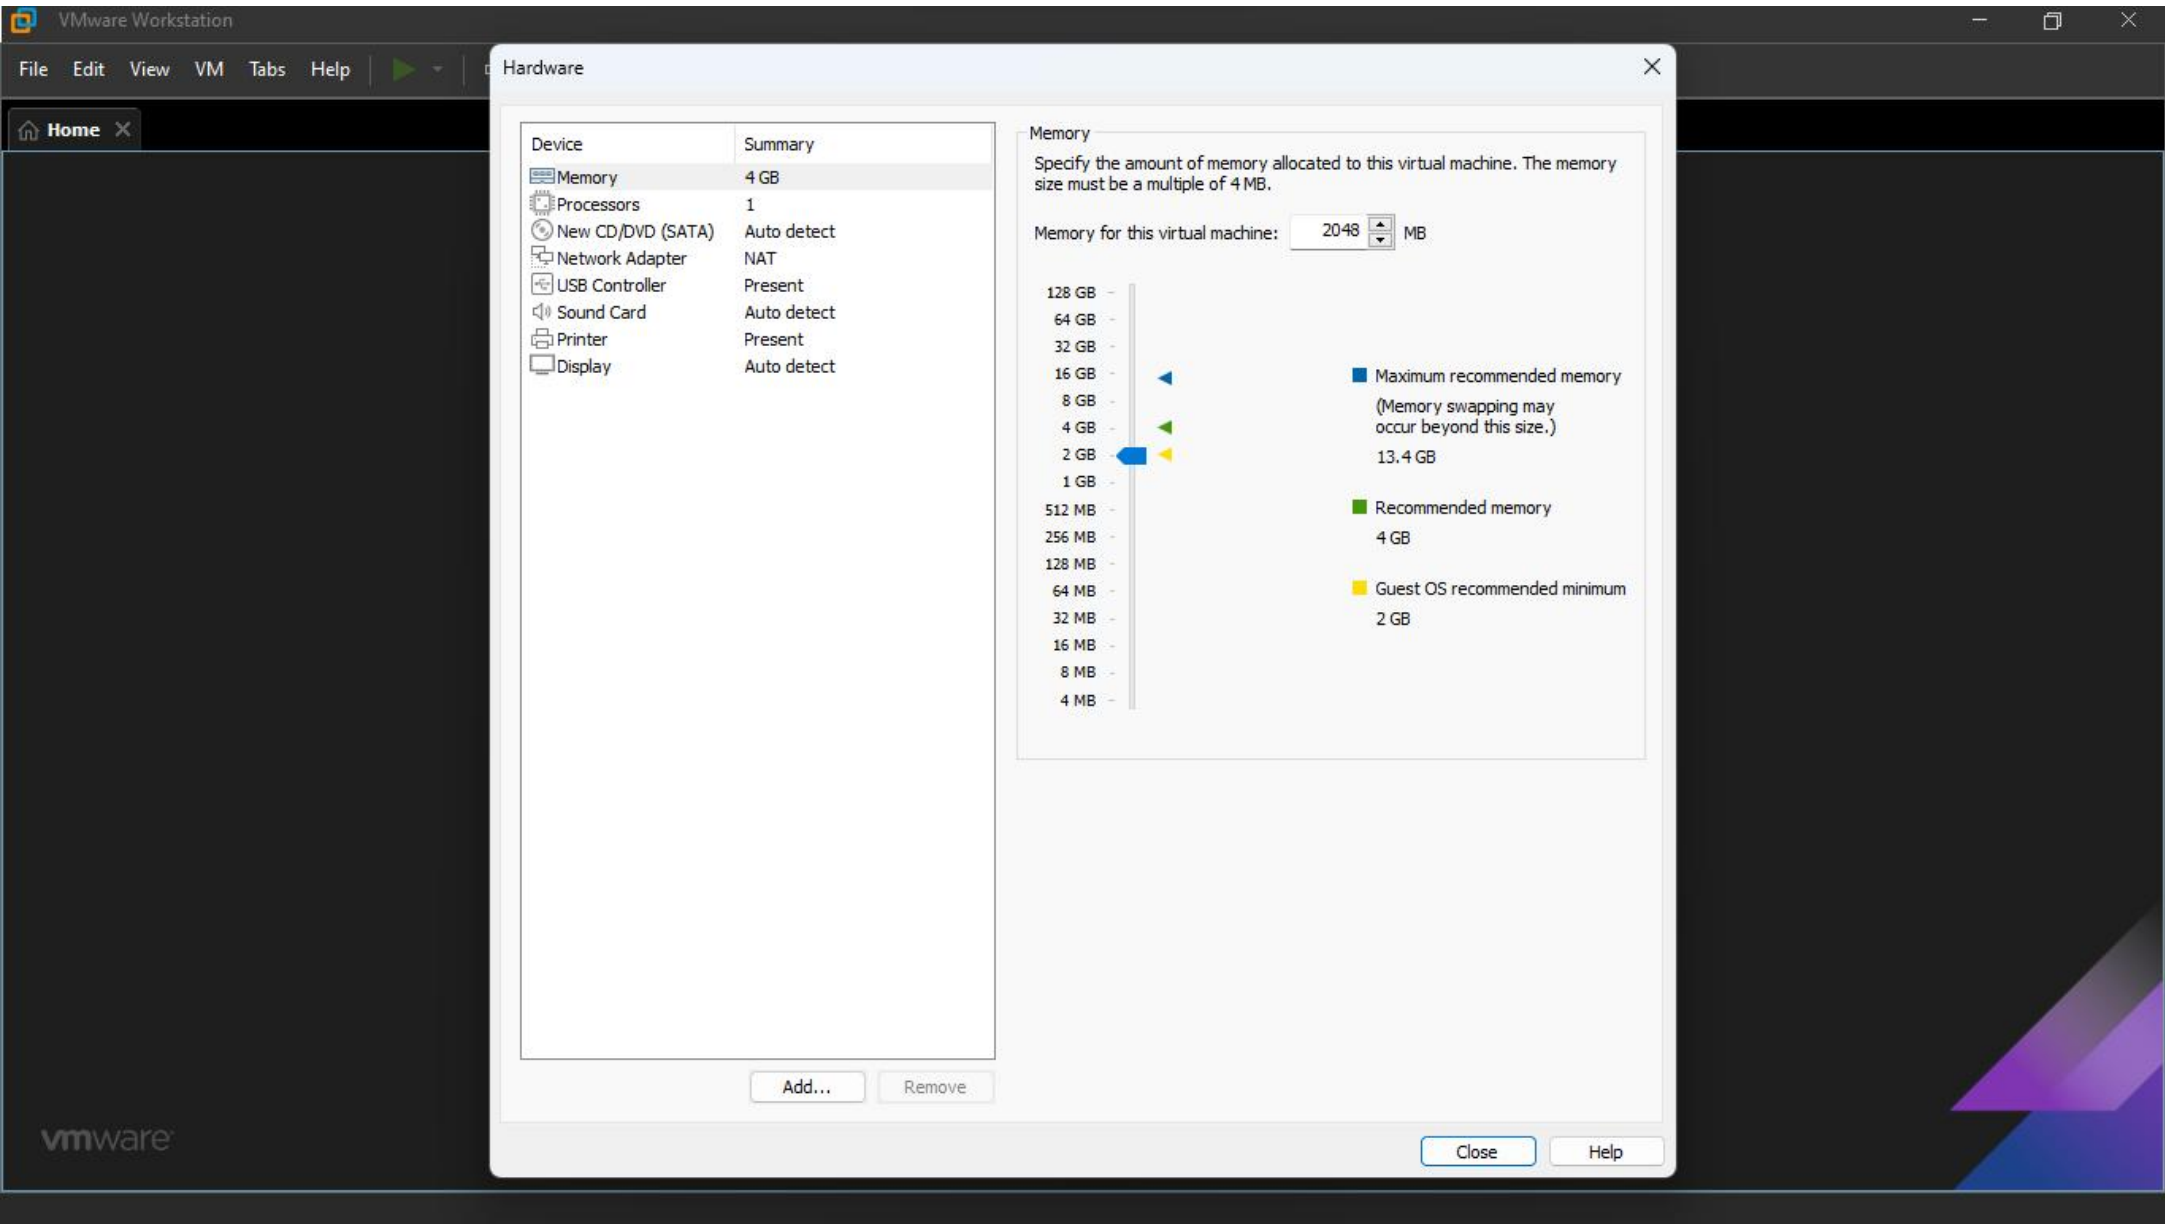 VMware Workstation
File Edit View VM Tabs Help
Hardware
Home
Device Summary
Memory 4 GB
Processors 1
New CD/DVD (SATA) Auto detect
Network Adapter NAT
USB Controller Present
Sound Card Auto detect
Printer Present
Display Auto detect
Add... Remove
Memory
Specify the amount of memory allocated to this virtual machine. The memory
size must be a multiple of 4 MB.
Memory for this virtual machine: 2048 MB
128 GB
64 GB
32 GB
16 GB
8 GB
4 GB
2 GB
1 GB
512 MB
256 MB
128 MB
64 MB
32 MB
16 MB
8 MB
4 MB
Maximum recommended memory
(Memory swapping may
occur beyond this size.)
13.4 GB
Recommended memory
4 GB
Guest OS recommended minimum
2 GB
Close Help
vmware